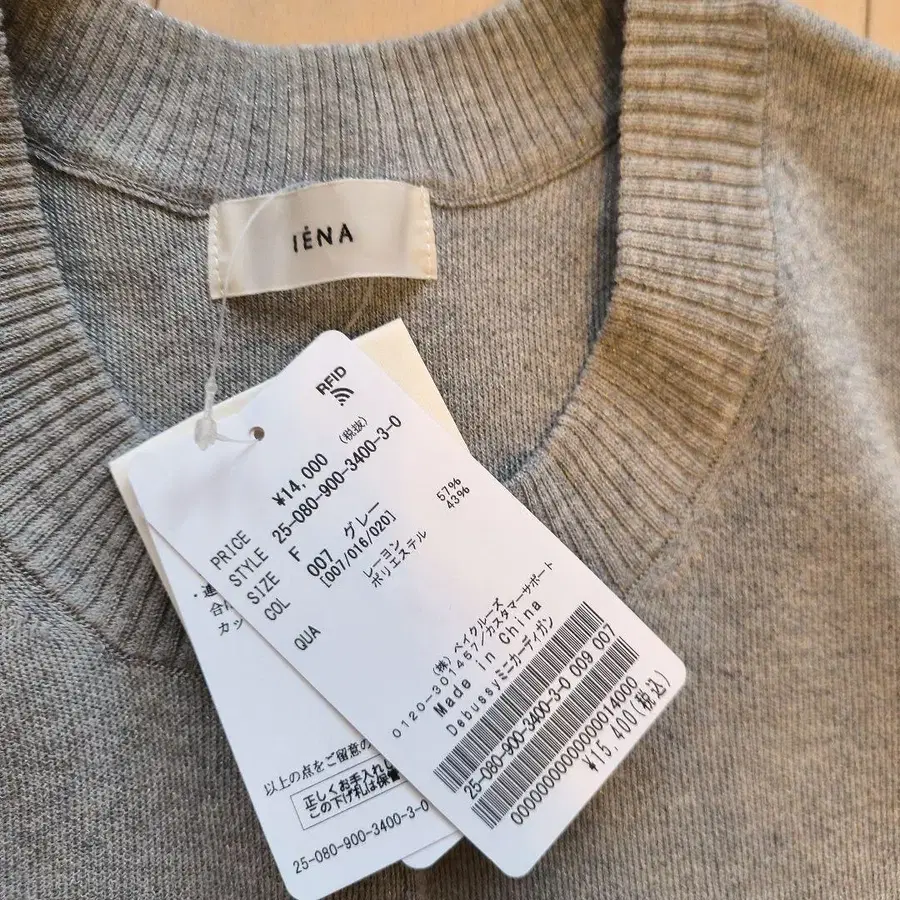 IÉNA
RFID
PRICE ¥14,000 (税抜)
STYLE 25-080-900-3400-3-0
SIZE F
COL 007 グレー
[007/016/020]
QUA レーヨン 57%
ポリエステル 43%
(株) ベイクルーズ
0120-301457/カスタマーサポート
Made in China
Debussyミニカーディガン
25-080-900-3400-3-0 009 007
0000000000000014000
¥15,400(税込)
カッ
以上の点をご留意の
正しくお手入れし
この下げ札は保管
25-080-900-3400-3-0